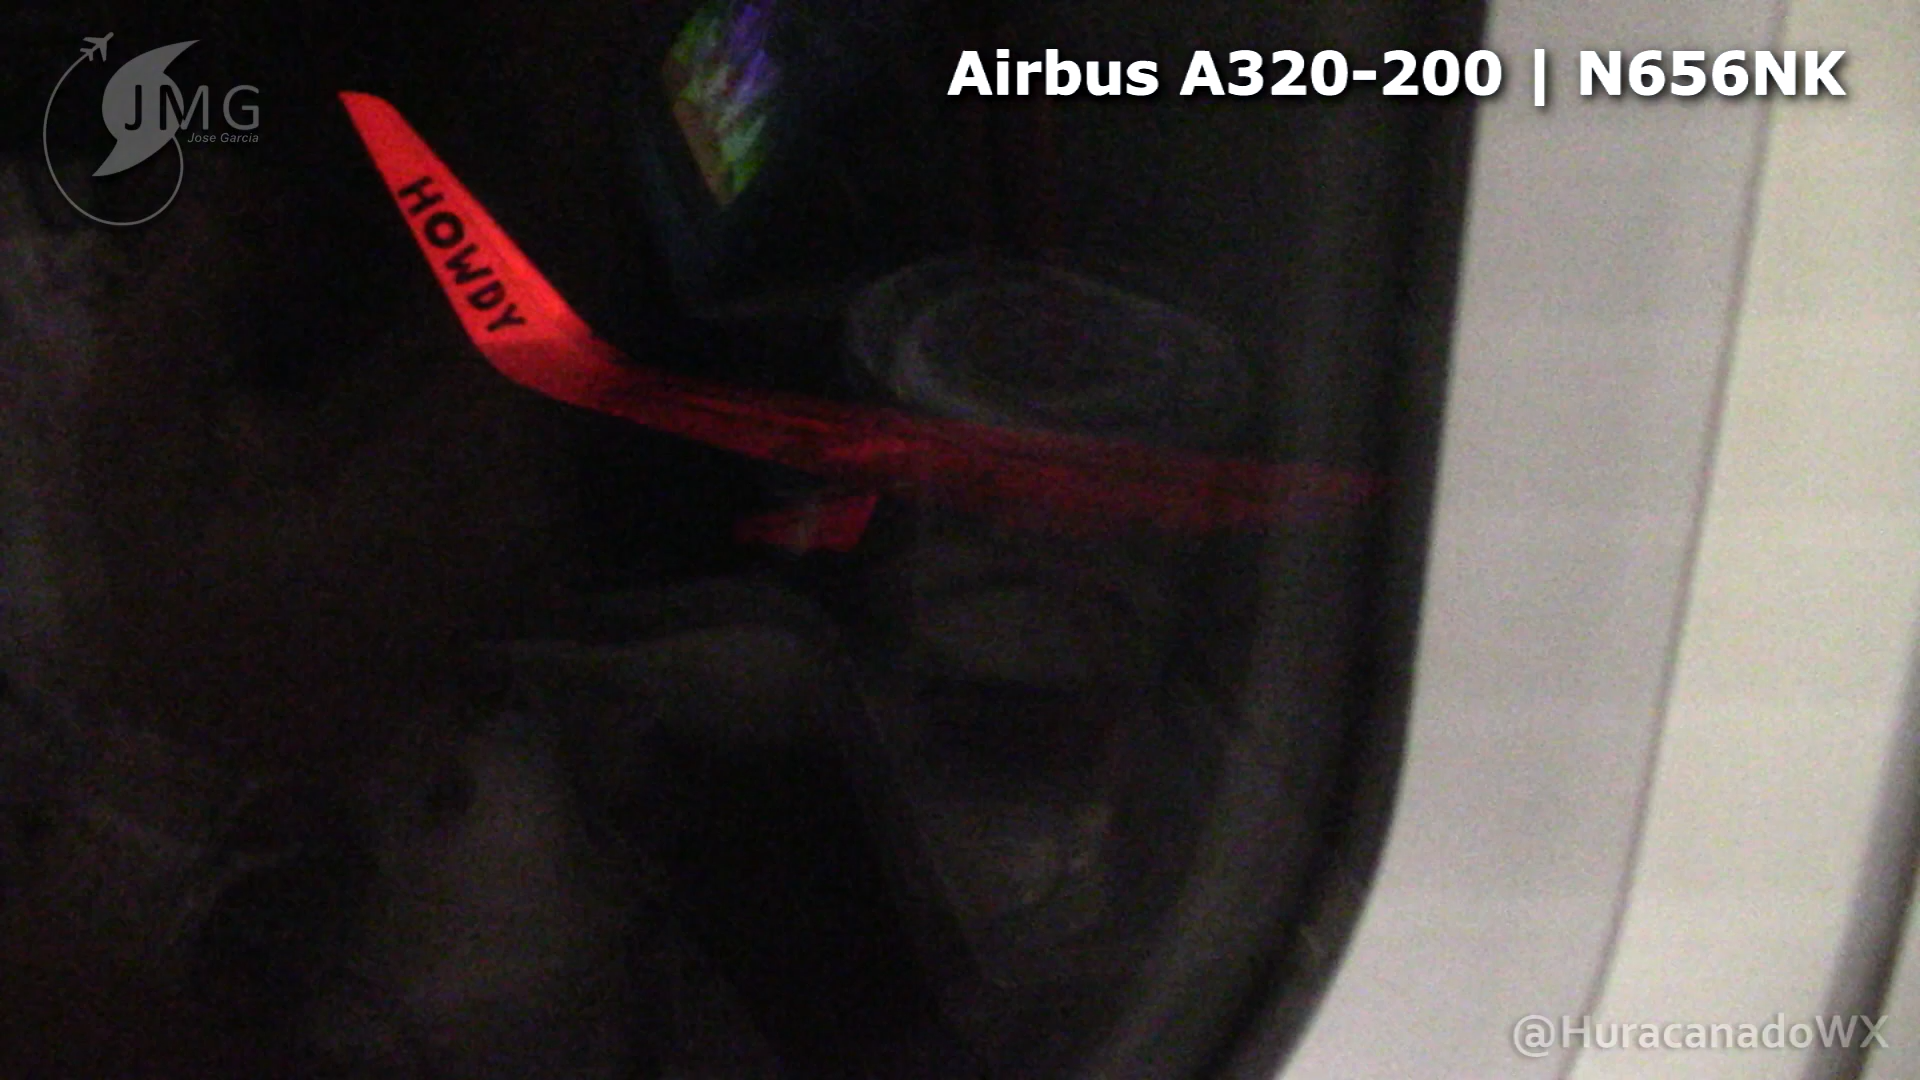 Airbus A320-200 | N656NK
JMG
Jose Garcia
HOWDY
@HuracanadoWX